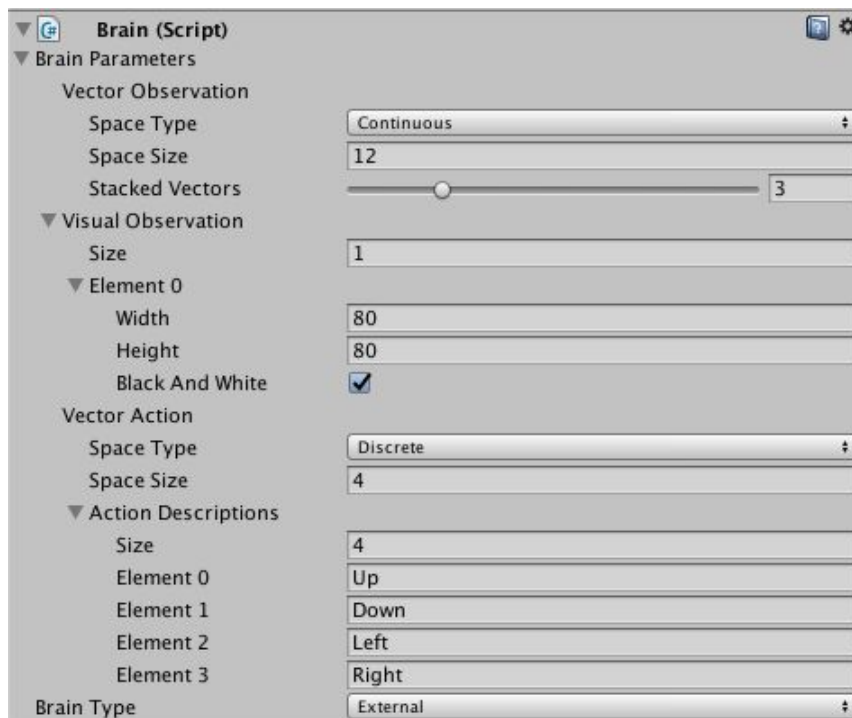 Brain (Script)
Brain Parameters
Vector Observation
Space Type Continuous
Space Size 12
Stacked Vectors 3
Visual Observation
Size 1
Element 0
Width 80
Height 80
Black And White
Vector Action
Space Type Discrete
Space Size 4
Action Descriptions
Size 4
Element 0 Up
Element 1 Down
Element 2 Left
Element 3 Right
Brain Type External